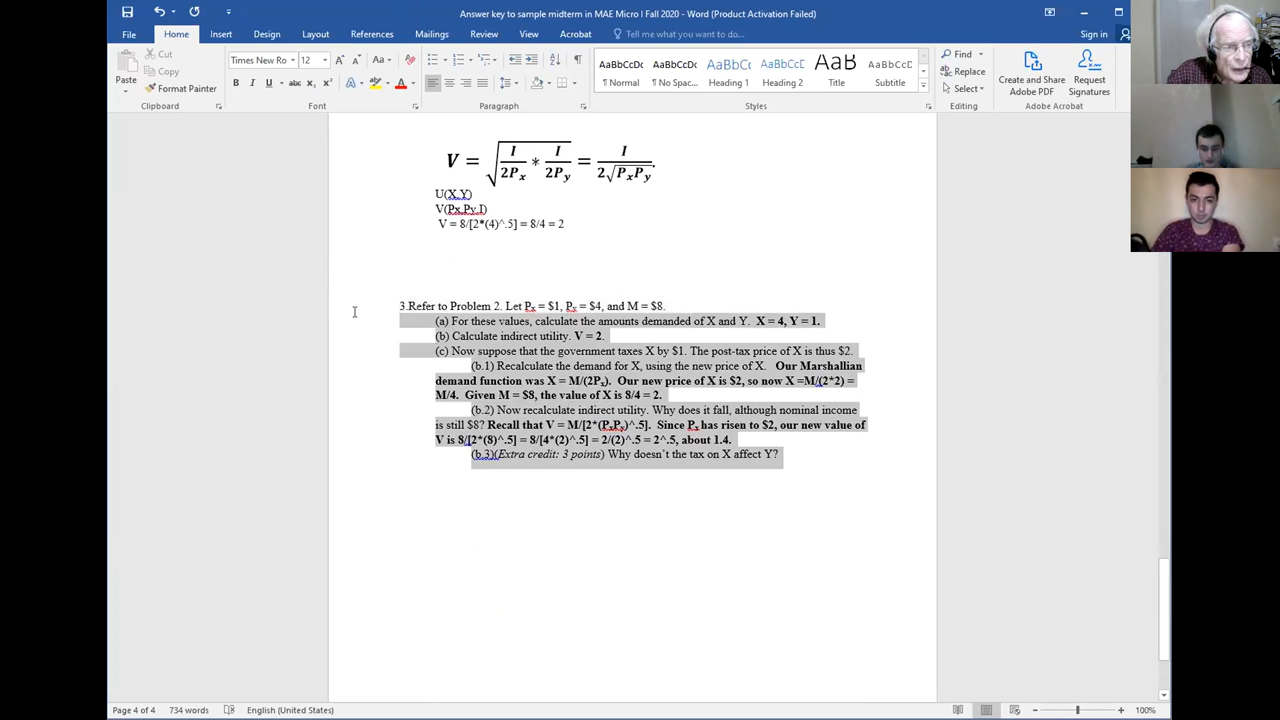 Answer key to sample midterm in MAE Micro I Fall 2020 - Word (Product Activation Failed)
File Home Insert Design Layout References Mailings Review View Acrobat Tell me what you want to do... Sign in
Paste
Cut
Copy
Format Painter
Times New Ro 12
B I U abc X₂ X²
AaBbCcDc AaBbCcDc AaBbC AaBbCcC AaB AaBbCcD
¶ Normal ¶ No Spac... Heading 1 Heading 2 Title Subtitle
Find
Replace
Select
Create and Share Adobe PDF
Request Signatures
Clipboard Font Paragraph Styles Editing Adobe Acrobat
V = √(I/2Pₓ * I/2Pᵧ) = I/2√PₓPᵧ.
U(X,Y)
V(Px,Py,I)
V = 8/[2*(4)^.5] = 8/4 = 2
3.Refer to Problem 2. Let Pₓ = $1, Pᵧ = $4, and M = $8.
(a) For these values, calculate the amounts demanded of X and Y. X = 4, Y = 1.
(b) Calculate indirect utility. V = 2.
(c) Now suppose that the government taxes X by $1. The post-tax price of X is thus $2.
(b.1) Recalculate the demand for X, using the new price of X. Our Marshallian
demand function was X = M/(2Pₓ). Our new price of X is $2, so now X =M/(2*2) =
M/4. Given M = $8, the value of X is 8/4 = 2.
(b.2) Now recalculate indirect utility. Why does it fall, although nominal income
is still $8? Recall that V = M/[2*(PₓPᵧ)^.5]. Since Pₓ has risen to $2, our new value of
V is 8/[2*(8)^.5] = 8/[4*(2)^.5] = 2/(2)^.5 = 2^.5, about 1.4.
(b.3)(Extra credit: 3 points) Why doesn't the tax on X affect Y?
Page 4 of 4 734 words English (United States) 100%